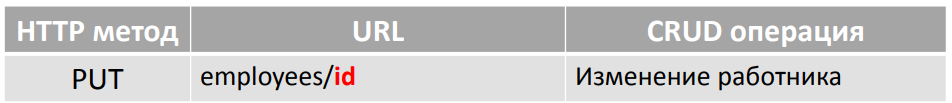 HTTP метод URL CRUD операция
PUT employees/id Изменение работника